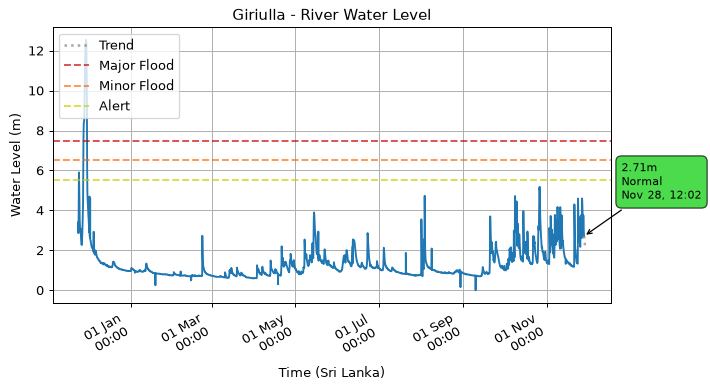 Giriulla - River Water Level
Trend
Major Flood
Minor Flood
Alert
Water Level (m)
12
10
8
6
4
2
0
2.71m
Normal
Nov 28, 12:02
01 Jan
00:00
01 Mar
00:00
01 May
00:00
01 Jul
00:00
01 Sep
00:00
01 Nov
00:00
Time (Sri Lanka)